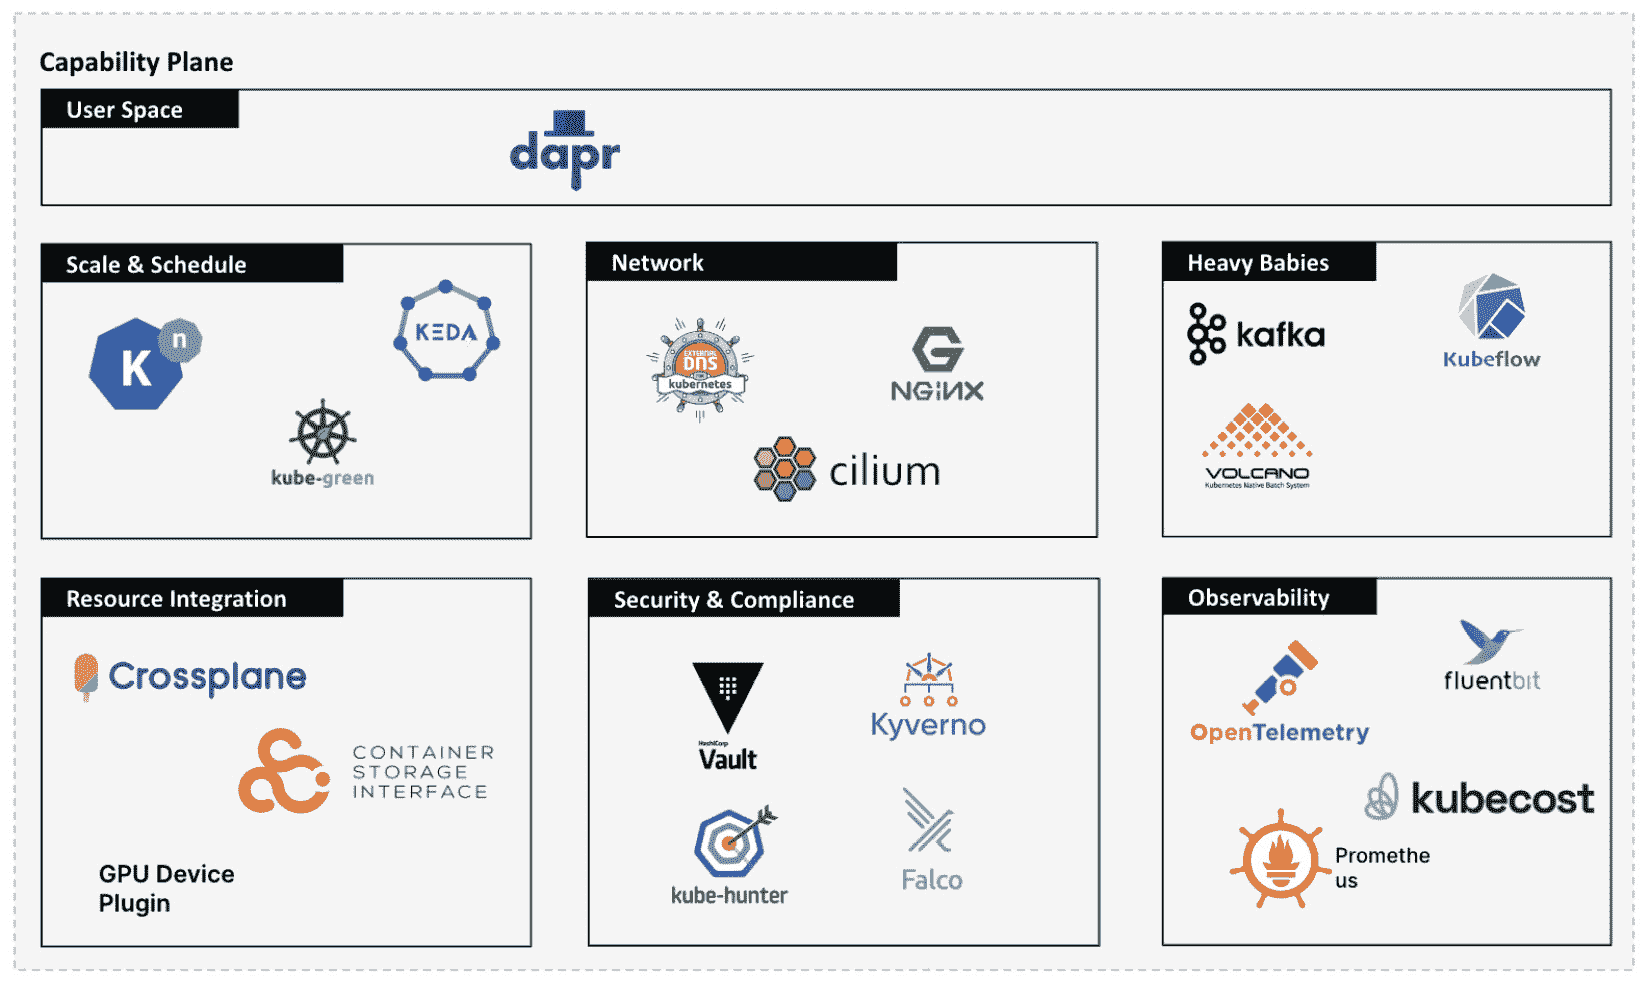 Capability Plane
User Space
dapr
Scale & Schedule
K
n
KEDA
kube-green
Network
EXTERNAL
DNS
FOR
kubernetes
NGiNX
cilium
Heavy Babies
kafka
Kubeflow
VOLCANO
Kubernetes Native Batch System
Resource Integration
Crossplane
CONTAINER
STORAGE
INTERFACE
GPU Device
Plugin
Security & Compliance
HashiCorp
Vault
Kyverno
kube-hunter
Falco
Observability
OpenTelemetry
fluentbit
kubecost
Promethe
us